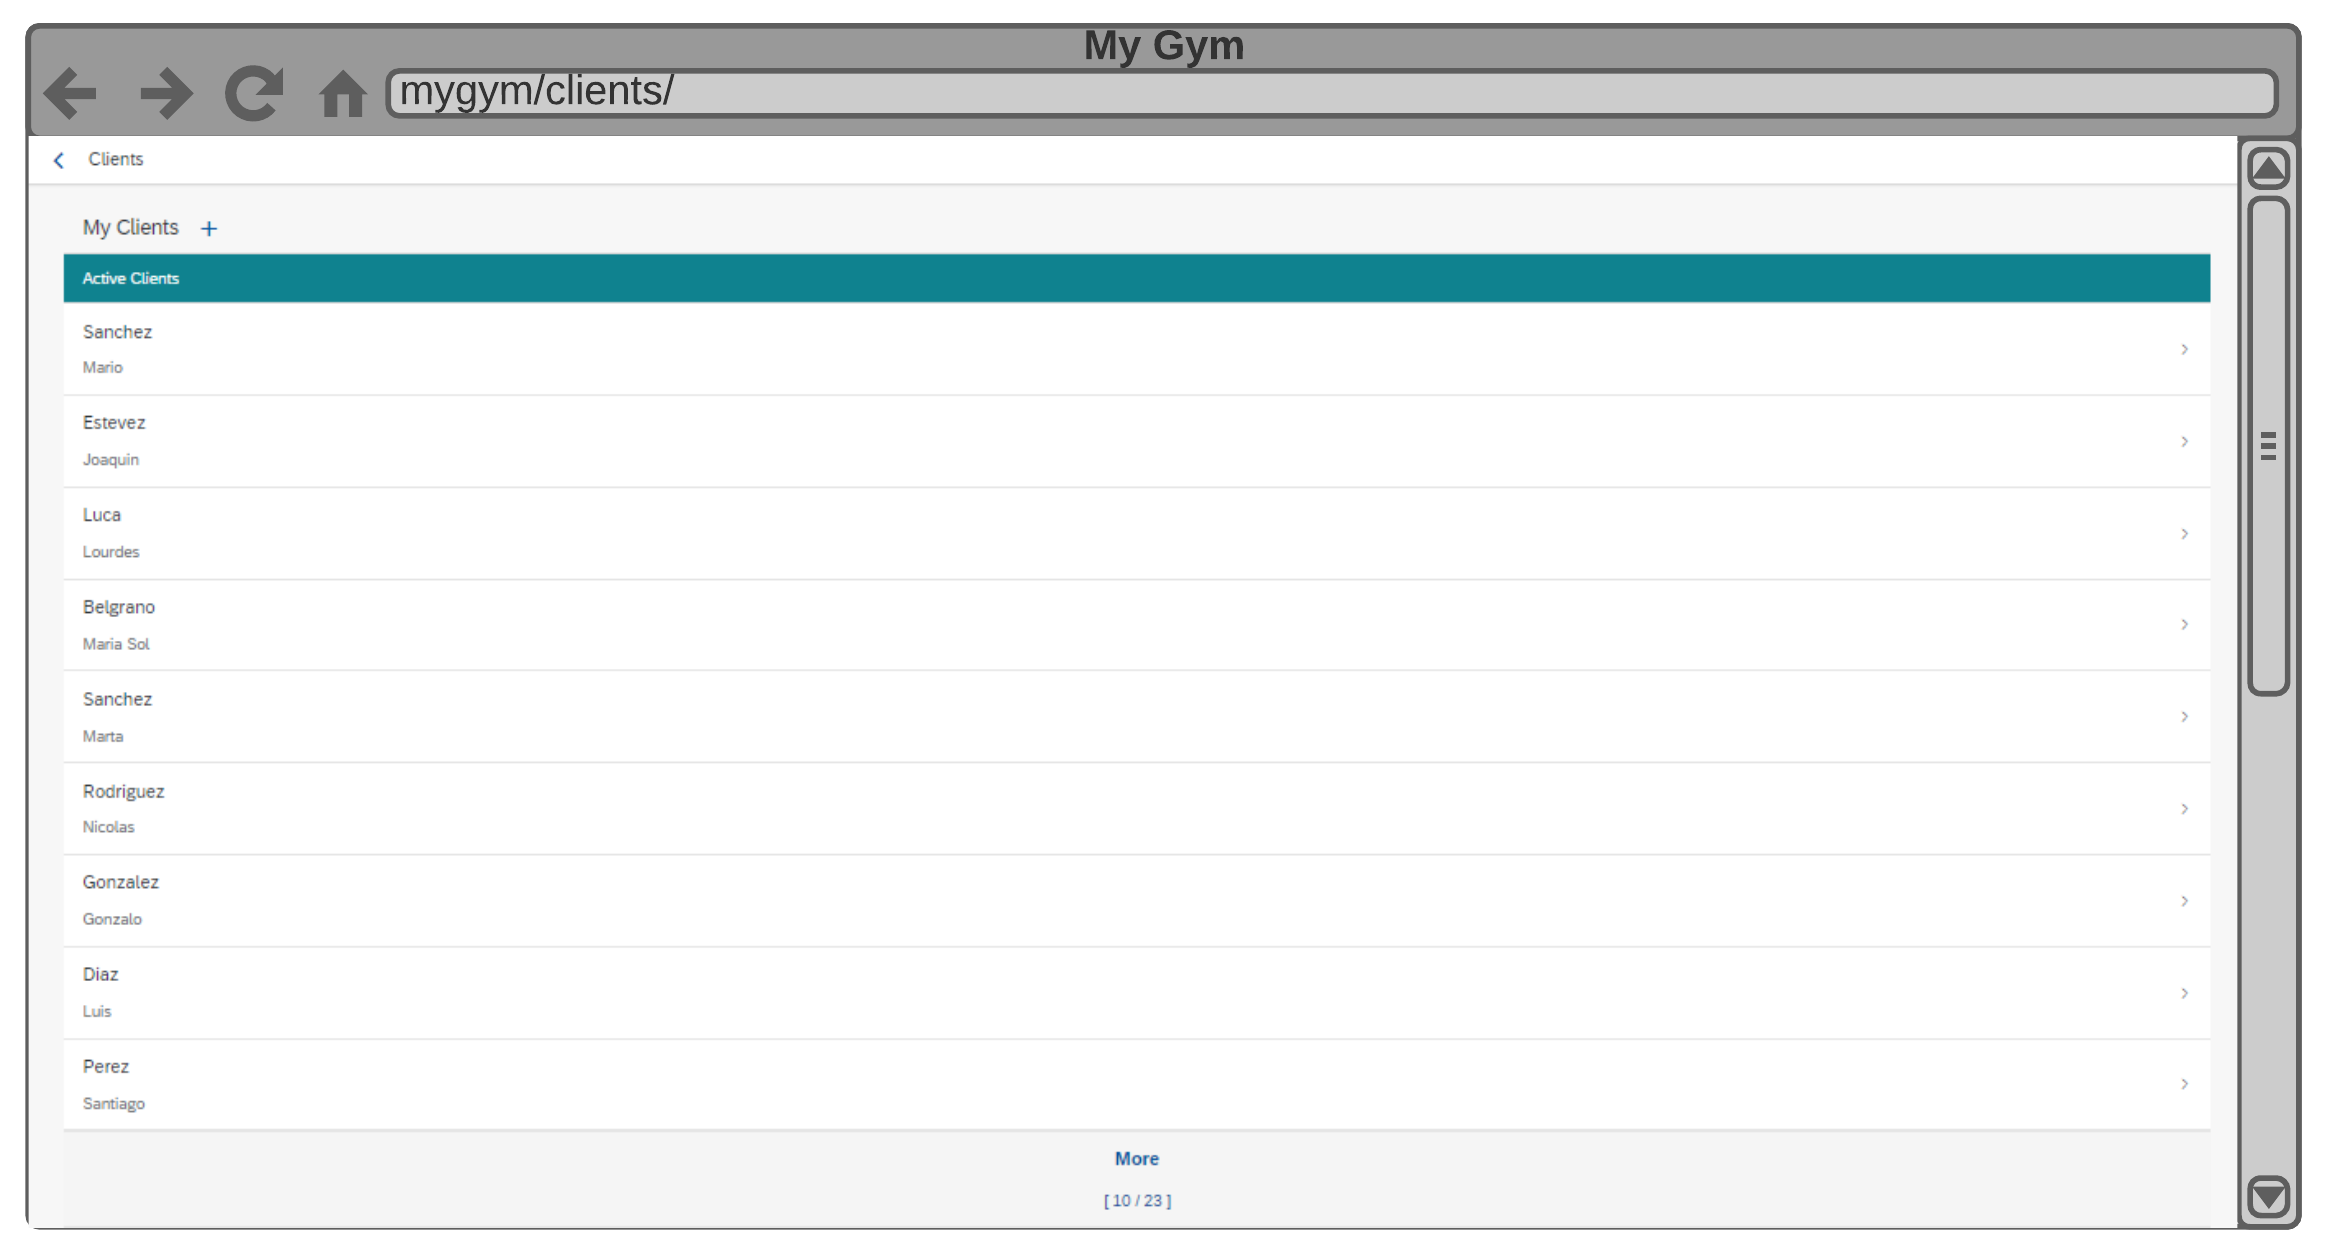 My Gym
mygym/clients/
Clients
My Clients +
Active Clients
Sanchez
Mario
Estevez
Joaquin
Luca
Lourdes
Belgrano
Maria Sol
Sanchez
Marta
Rodriguez
Nicolas
Gonzalez
Gonzalo
Diaz
Luis
Perez
Santiago
More
[ 10 / 23 ]